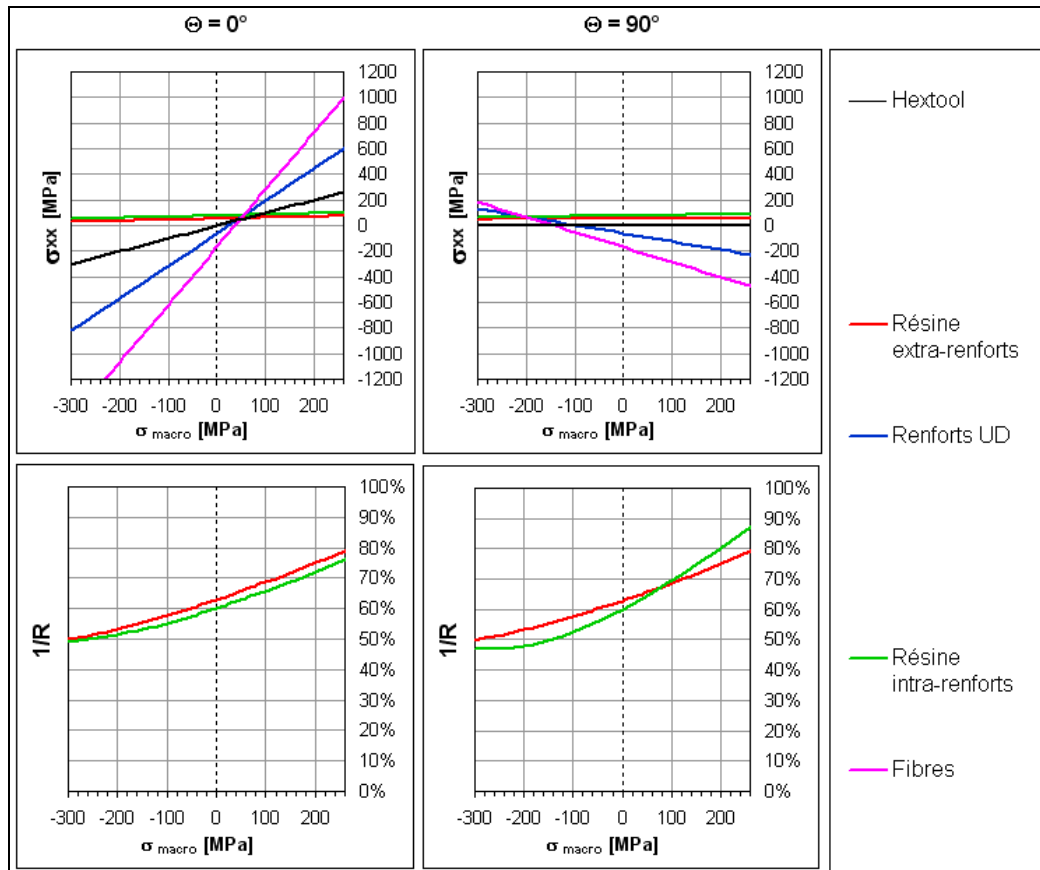 Θ = 0°
Θ = 90°
1200
1000
800
600
400
200
0
-200
-400
-600
-800
-1000
-1200
σxx [MPa]
-300 -200 -100 0 100 200
σ macro [MPa]
1200
1000
800
600
400
200
0
-200
-400
-600
-800
-1000
-1200
σxx [MPa]
-300 -200 -100 0 100 200
σ macro [MPa]
100%
90%
80%
70%
60%
50%
40%
30%
20%
10%
0%
1/R
-300 -200 -100 0 100 200
σ macro [MPa]
100%
90%
80%
70%
60%
50%
40%
30%
20%
10%
0%
1/R
-300 -200 -100 0 100 200
σ macro [MPa]
Hextool
Résine
extra-renforts
Renforts UD
Résine
intra-renforts
Fibres